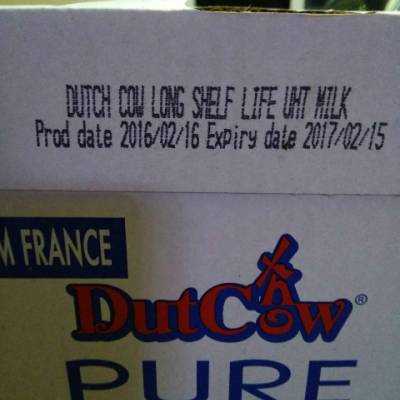 DUTCH COW LONG SHELF LIFE UHT MILK
Prod date 2016/02/16 Expiry date 2017/02/15
M FRANCE
DutCow®
PURE